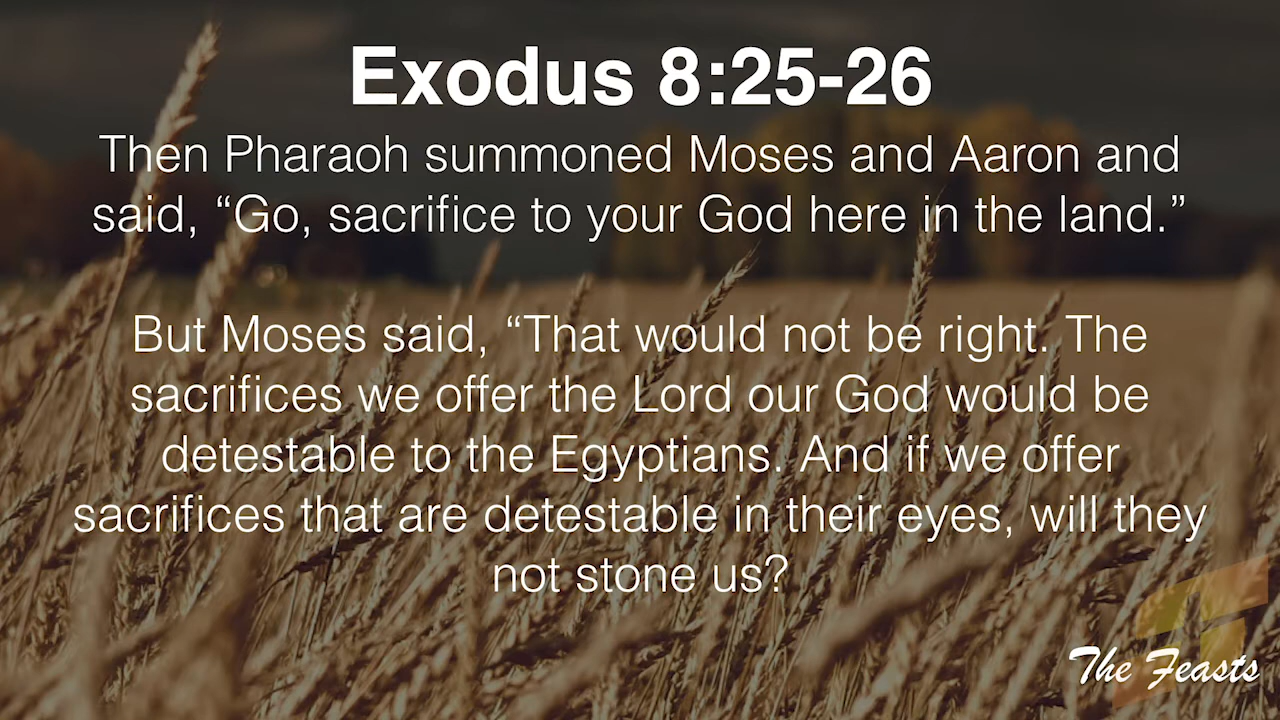 Exodus 8:25-26
Then Pharaoh summoned Moses and Aaron and
said, “Go, sacrifice to your God here in the land.”
But Moses said, “That would not be right. The
sacrifices we offer the Lord our God would be
detestable to the Egyptians. And if we offer
sacrifices that are detestable in their eyes, will they
not stone us?
The Feasts